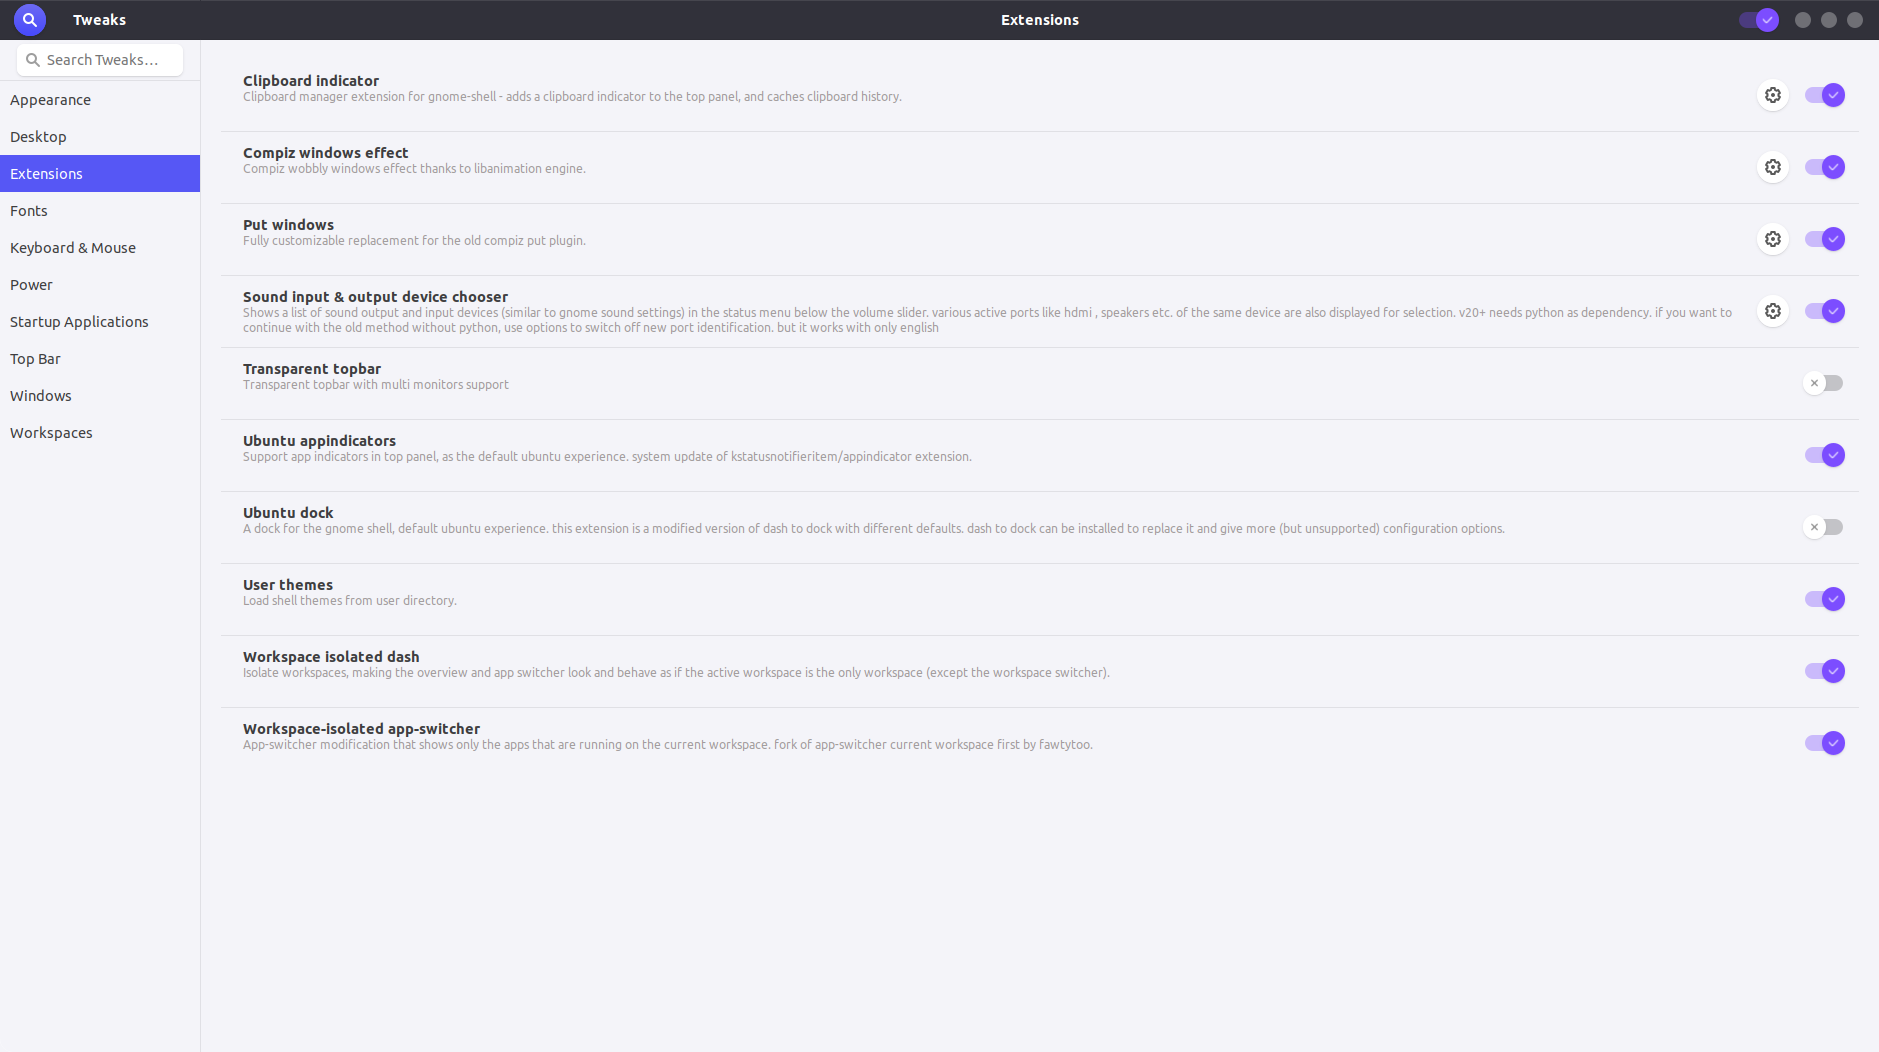 Tweaks
Extensions
Search Tweaks...
Appearance
Desktop
Extensions
Fonts
Keyboard & Mouse
Power
Startup Applications
Top Bar
Windows
Workspaces
Clipboard indicator
Clipboard manager extension for gnome-shell - adds a clipboard indicator to the top panel, and caches clipboard history.
Compiz windows effect
Compiz wobbly windows effect thanks to libanimation engine.
Put windows
Fully customizable replacement for the old compiz put plugin.
Sound input & output device chooser
Shows a list of sound output and input devices (similar to gnome sound settings) in the status menu below the volume slider. various active ports like hdmi , speakers etc. of the same device are also displayed for selection. v20+ needs python as dependency. if you want to
continue with the old method without python, use options to switch off new port identification. but it works with only english
Transparent topbar
Transparent topbar with multi monitors support
Ubuntu appindicators
Support app indicators in top panel, as the default ubuntu experience. system update of kstatusnotifieritem/appindicator extension.
Ubuntu dock
A dock for the gnome shell, default ubuntu experience. this extension is a modified version of dash to dock with different defaults. dash to dock can be installed to replace it and give more (but unsupported) configuration options.
User themes
Load shell themes from user directory.
Workspace isolated dash
Isolate workspaces, making the overview and app switcher look and behave as if the active workspace is the only workspace (except the workspace switcher).
Workspace-isolated app-switcher
App-switcher modification that shows only the apps that are running on the current workspace. fork of app-switcher current workspace first by fawtytoo.